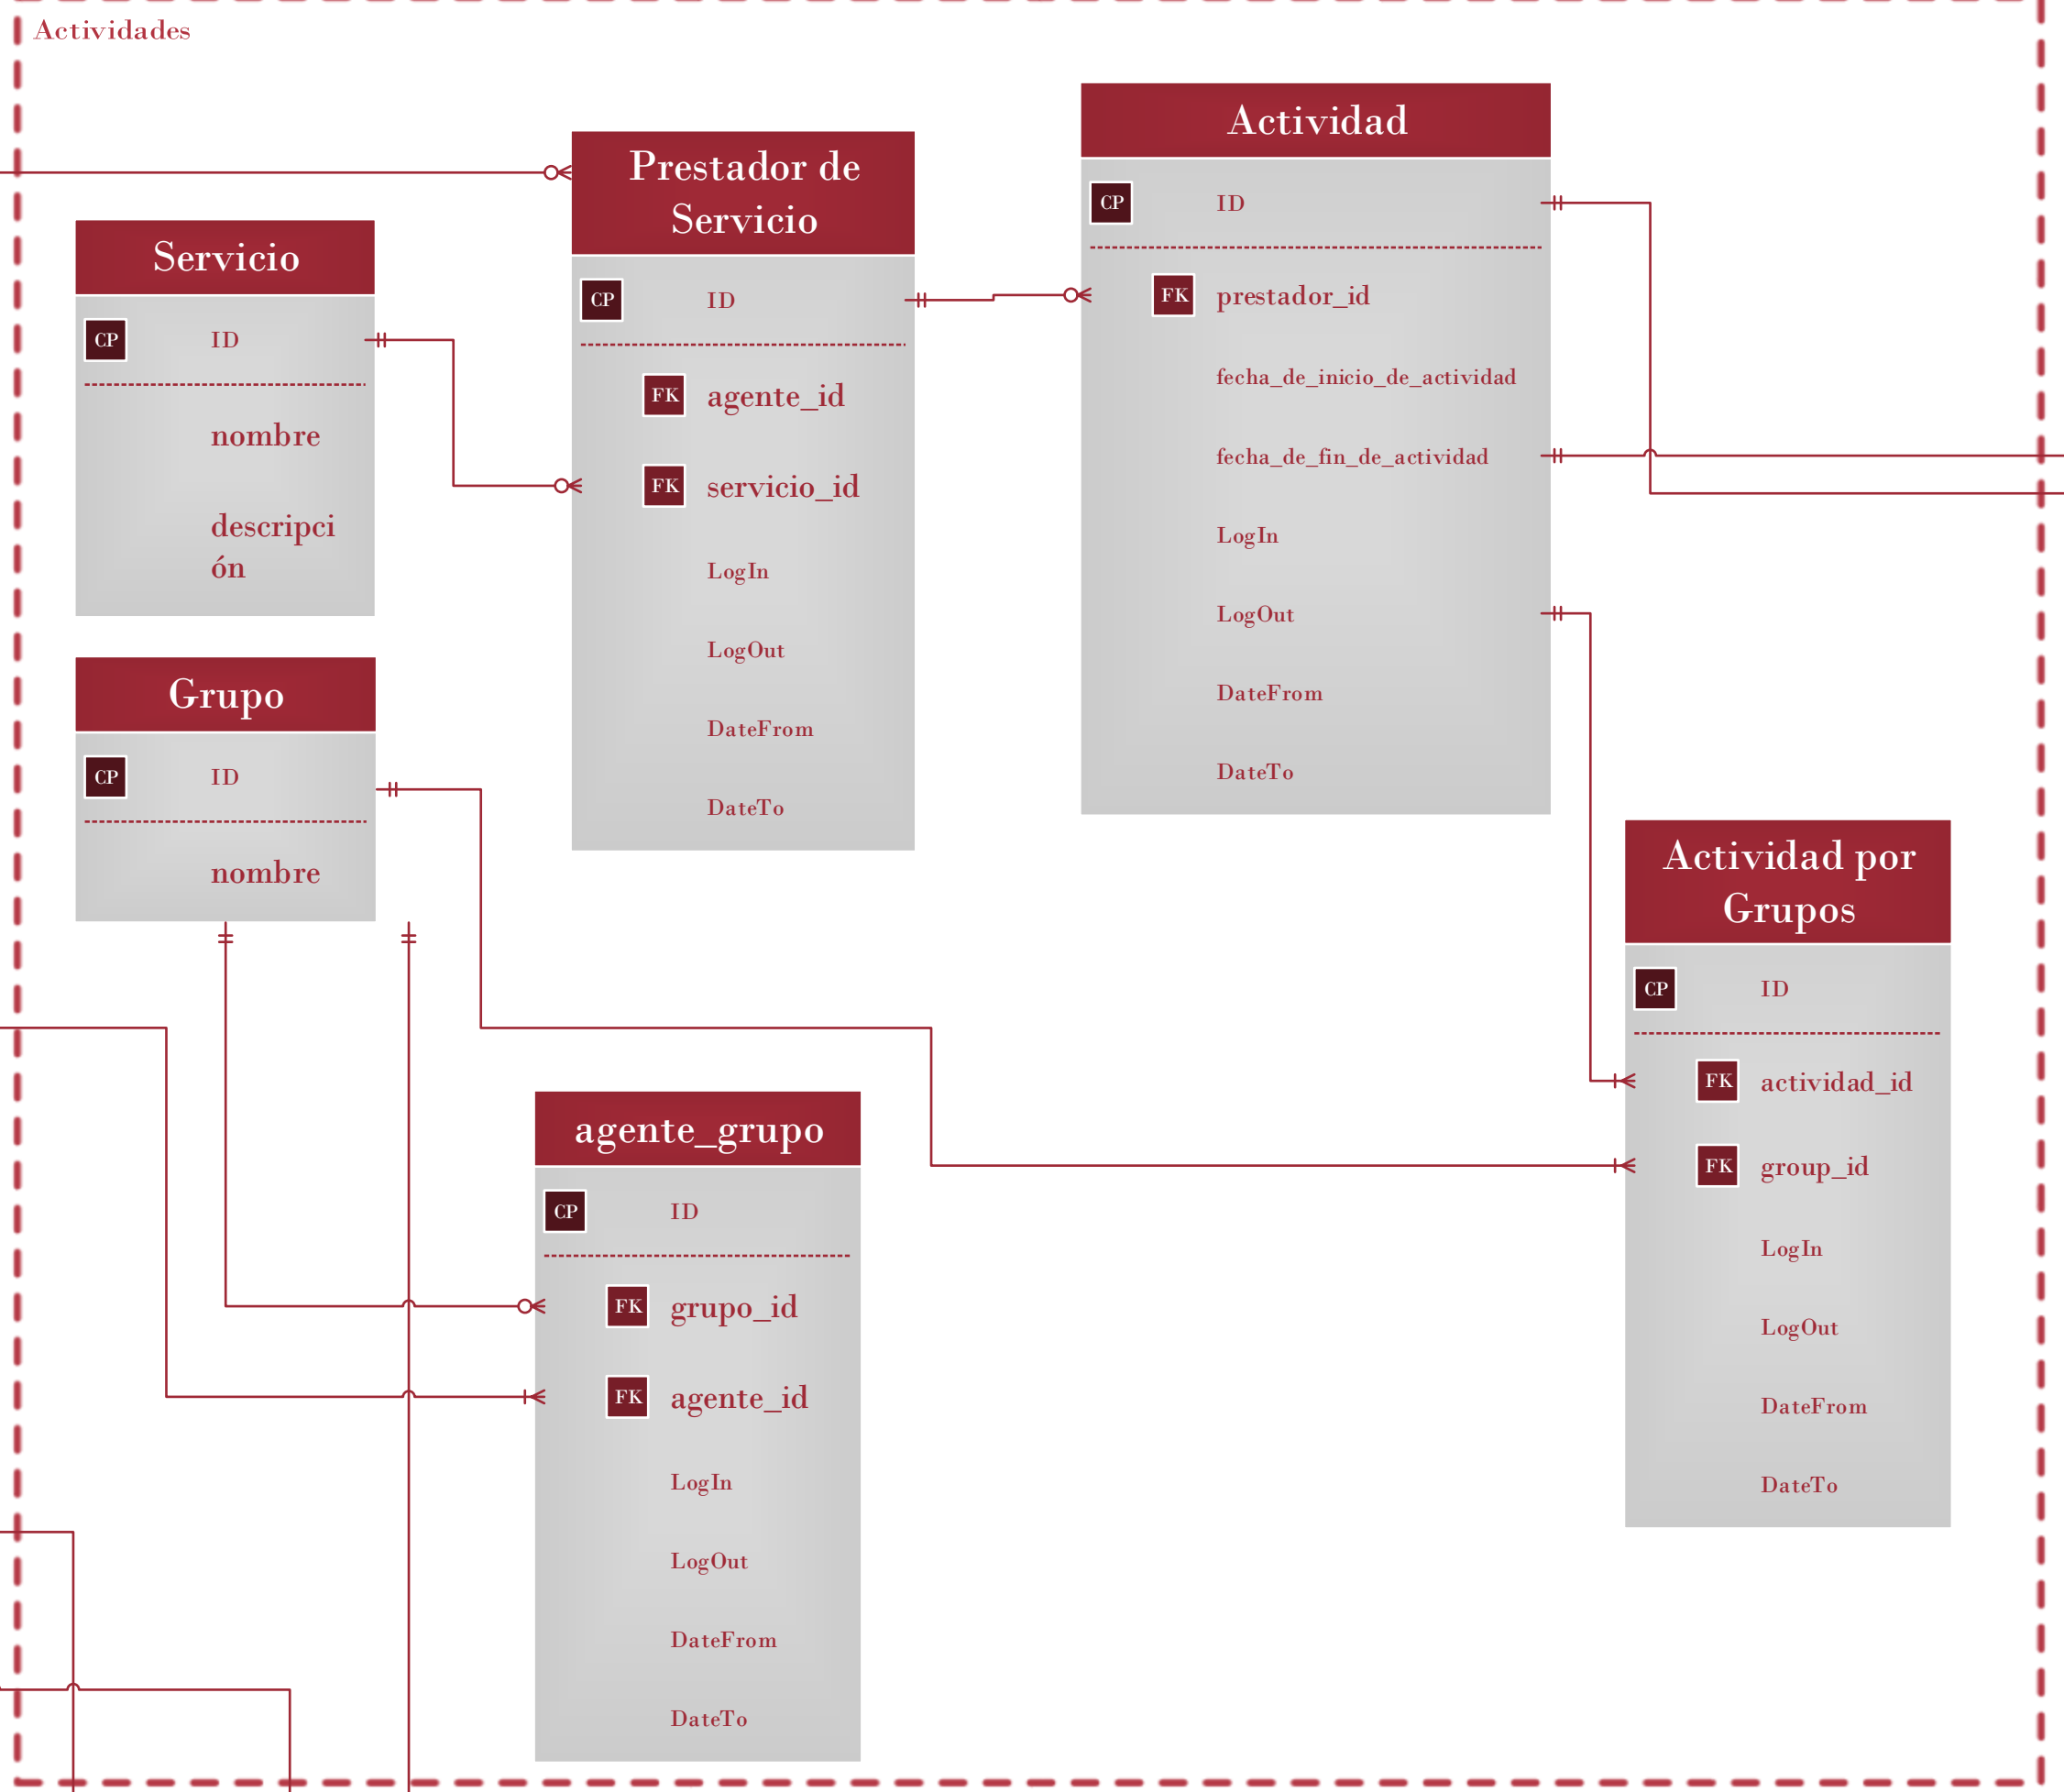 Actividades
Servicio
CP ID
nombre
descripci
ón
Grupo
CP ID
nombre
Prestador de
Servicio
CP ID
FK agente_id
FK servicio_id
LogIn
LogOut
DateFrom
DateTo
Actividad
CP ID
FK prestador_id
fecha_de_inicio_de_actividad
fecha_de_fin_de_actividad
LogIn
LogOut
DateFrom
DateTo
agente_grupo
CP ID
FK grupo_id
FK agente_id
LogIn
LogOut
DateFrom
DateTo
Actividad por
Grupos
CP ID
FK actividad_id
FK group_id
LogIn
LogOut
DateFrom
DateTo